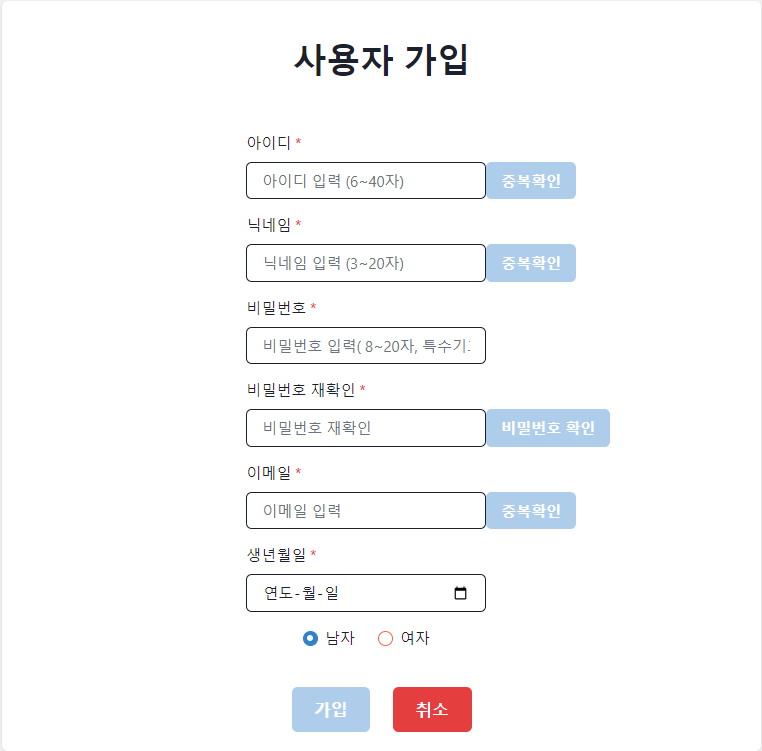 사용자 가입
아이디 *
아이디 입력 (6~40자) 중복확인
닉네임 *
닉네임 입력 (3~20자) 중복확인
비밀번호 *
비밀번호 입력( 8~20자, 특수기
비밀번호 재확인 *
비밀번호 재확인 비밀번호 확인
이메일 *
이메일 입력 중복확인
생년월일 *
연도-월-일
남자 여자
가입 취소